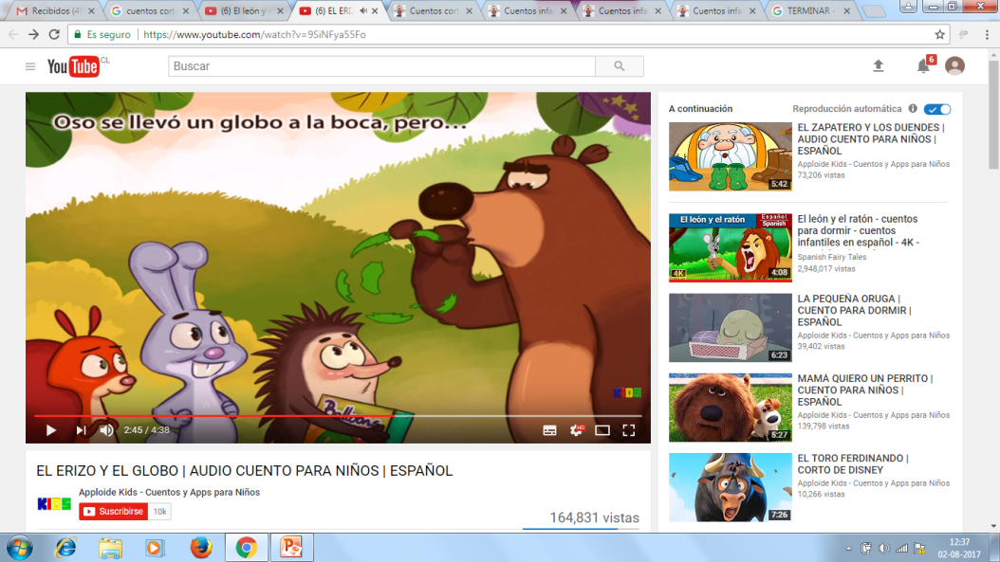 Recibidos (4)
cuentos cort
(6) El león y
(6) EL ERIZ
Cuentos cort
Cuentos infa
Cuentos infa
Cuentos infa
TERMINAR -
Es seguro
https://www.youtube.com/watch?v=9SiNFya55Fo
YouTube CL
Buscar
6
Oso se llevó un globo a la boca, pero...
Balloons
KIDS
2:45 / 4:38
HD
EL ERIZO Y EL GLOBO | AUDIO CUENTO PARA NIÑOS | ESPAÑOL
KIDS
Apploide Kids - Cuentos y Apps para Niños
Suscribirse 10k
164,831 vistas
A continuación
Reproducción automática
5:42
EL ZAPATERO Y LOS DUENDES |
AUDIO CUENTO PARA NIÑOS |
ESPAÑOL
Apploide Kids - Cuentos y Apps para Niños
73,206 vistas
El león y el ratón
Español
Spanish
4K
4:08
El león y el ratón - cuentos
para dormir - cuentos
infantiles en español - 4K -
Spanish Fairy Tales
2,948,017 vistas
6:23
LA PEQUEÑA ORUGA |
CUENTO PARA DORMIR |
ESPAÑOL
Apploide Kids - Cuentos y Apps para Niños
39,402 vistas
5:27
MAMÁ QUIERO UN PERRITO |
CUENTO PARA NIÑOS |
ESPAÑOL
Apploide Kids - Cuentos y Apps para Niños
139,798 vistas
7:26
EL TORO FERDINANDO |
CORTO DE DISNEY
Apploide Kids - Cuentos y Apps para Niños
10,266 vistas
12:37
02-08-2017